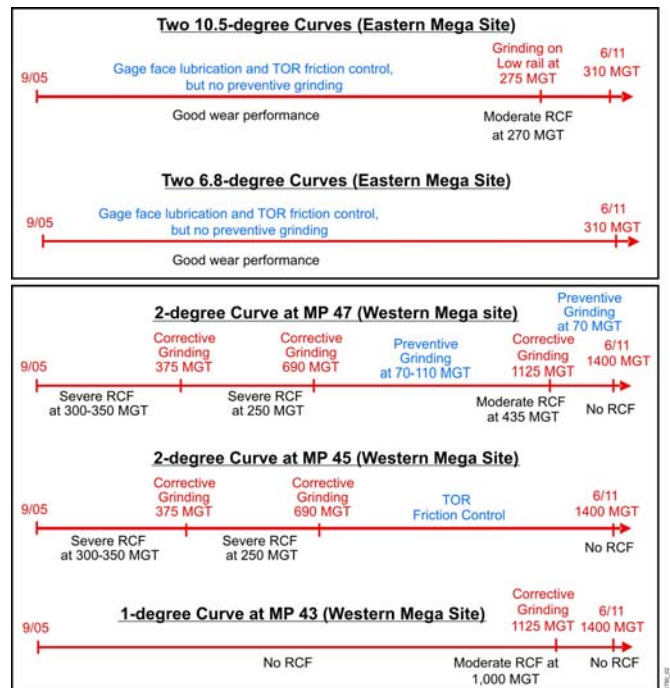 Two 10.5-degree Curves (Eastern Mega Site)
9/05
Gage face lubrication and TOR friction control,
but no preventive grinding
Grinding on
Low rail at
275 MGT
6/11
310 MGT
Good wear performance
Moderate RCF
at 270 MGT
Two 6.8-degree Curves (Eastern Mega Site)
9/05
Gage face lubrication and TOR friction control,
but no preventive grinding
6/11
310 MGT
Good wear performance
2-degree Curve at MP 47 (Western Mega site)
9/05
Corrective
Grinding
375 MGT
Corrective
Grinding
690 MGT
Preventive
Grinding
at 70-110 MGT
Corrective
Grinding
1125 MGT
Preventive
Grinding
at 70 MGT
6/11
1400 MGT
Severe RCF
at 300-350 MGT
Severe RCF
at 250 MGT
Moderate RCF
at 435 MGT
No RCF
2-degree Curve at MP 45 (Western Mega Site)
9/05
Corrective
Grinding
375 MGT
Corrective
Grinding
690 MGT
TOR
Friction Control
6/11
1400 MGT
Severe RCF
at 300-350 MGT
Severe RCF
at 250 MGT
No RCF
1-degree Curve at MP 43 (Western Mega Site)
9/05
Corrective
Grinding
1125 MGT
6/11
1400 MGT
No RCF
Moderate RCF at
1,000 MGT
No RCF